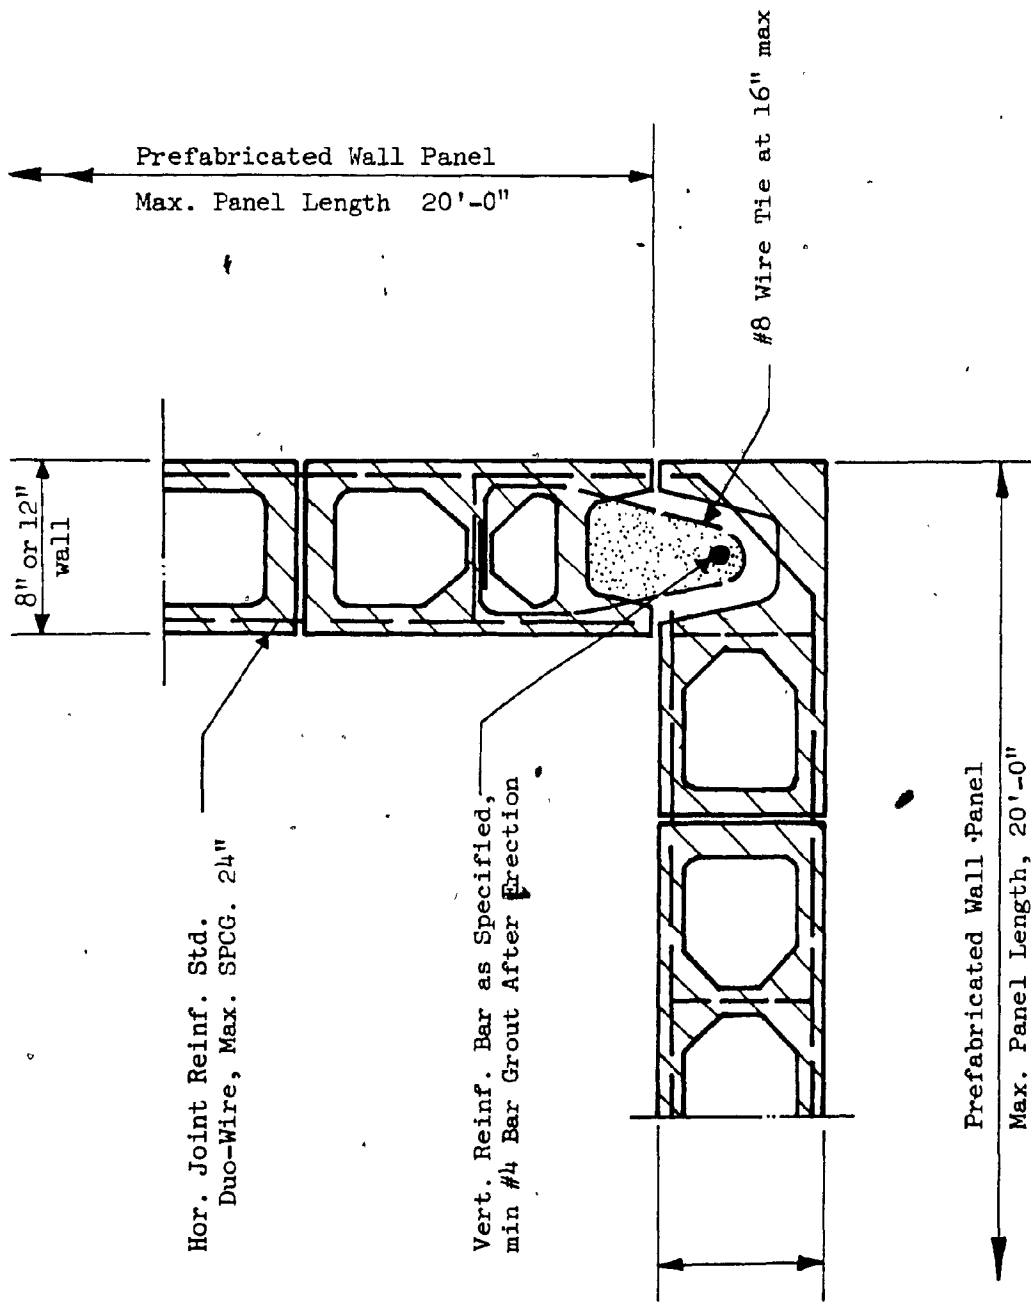 Prefabricated Wall Panel
Max. Panel Length 20'-0"
#8 Wire Tie at 16" max
8" or 12"
wall
Hor. Joint Reinf. Std.
Duo-Wire, Max. SPCG. 24"
Vert. Reinf. Bar as Specified,
min #4 Bar Grout After Erection
Prefabricated Wall Panel
Max. Panel Length, 20'-0"